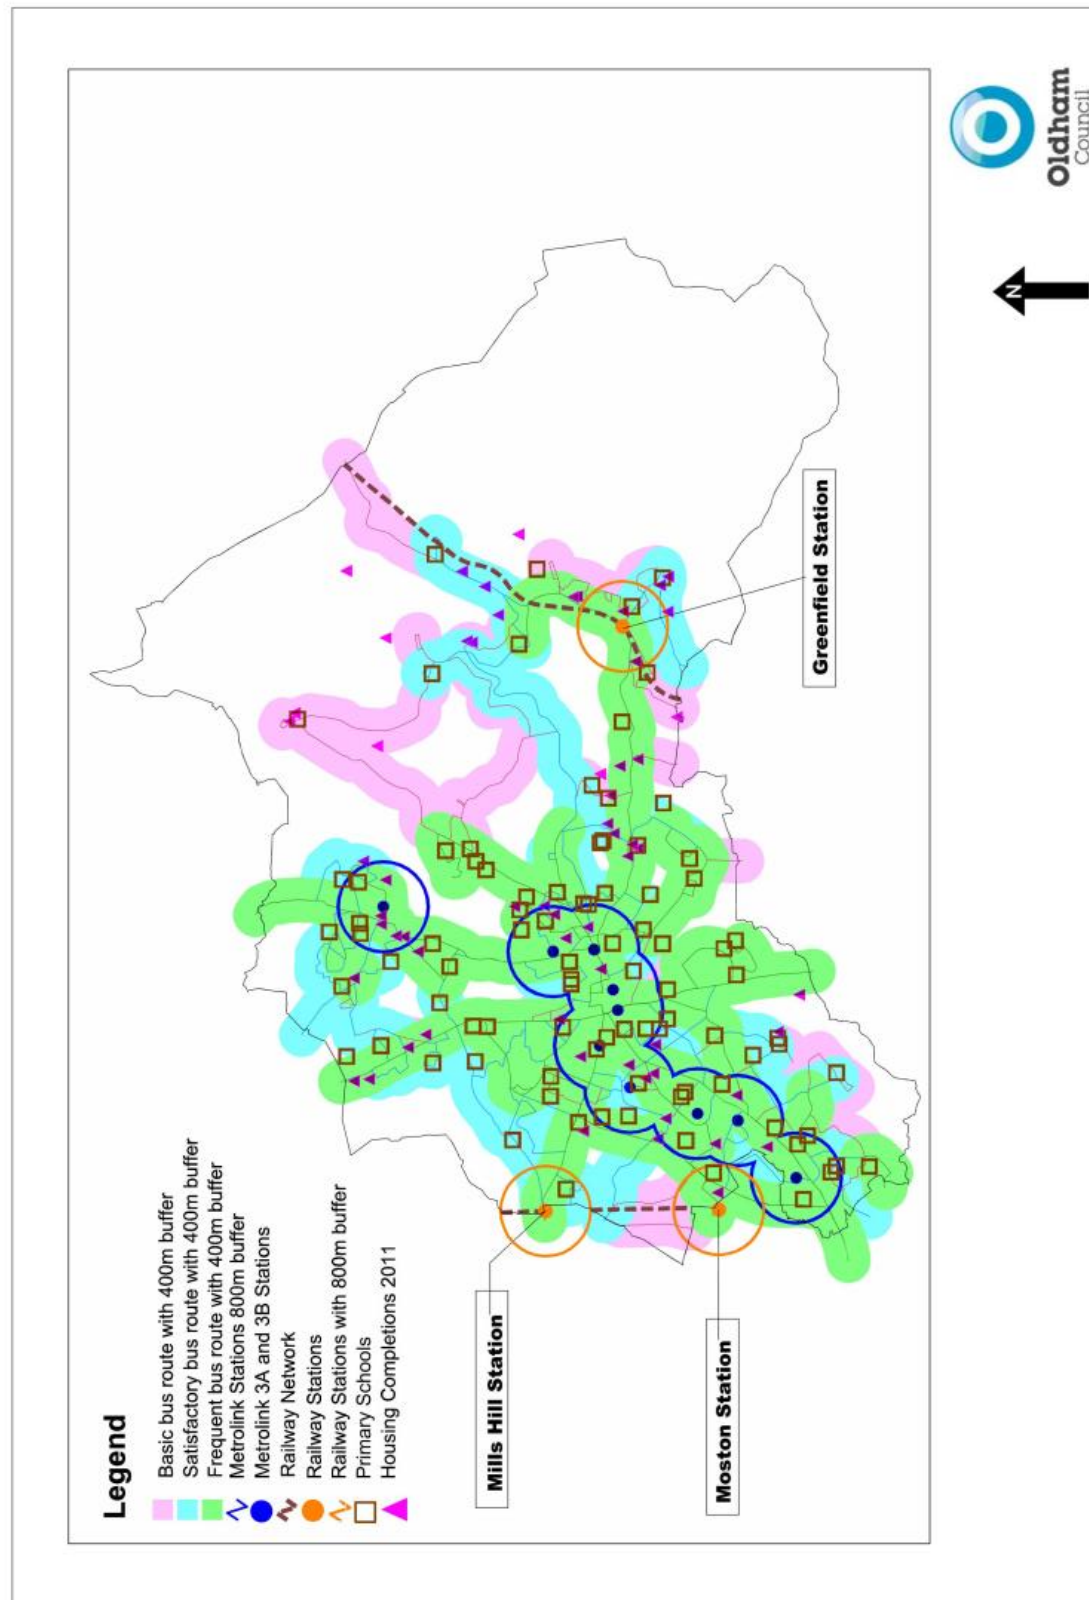 Legend
Basic bus route with 400m buffer
Satisfactory bus route with 400m buffer
Frequent bus route with 400m buffer
Metrolink Stations 800m buffer
Metrolink 3A and 3B Stations
Railway Network
Railway Stations
Railway Stations with 800m buffer
Primary Schools
Housing Completions 2011
Mills Hill Station
Moston Station
Greenfield Station
N
Oldham
Council